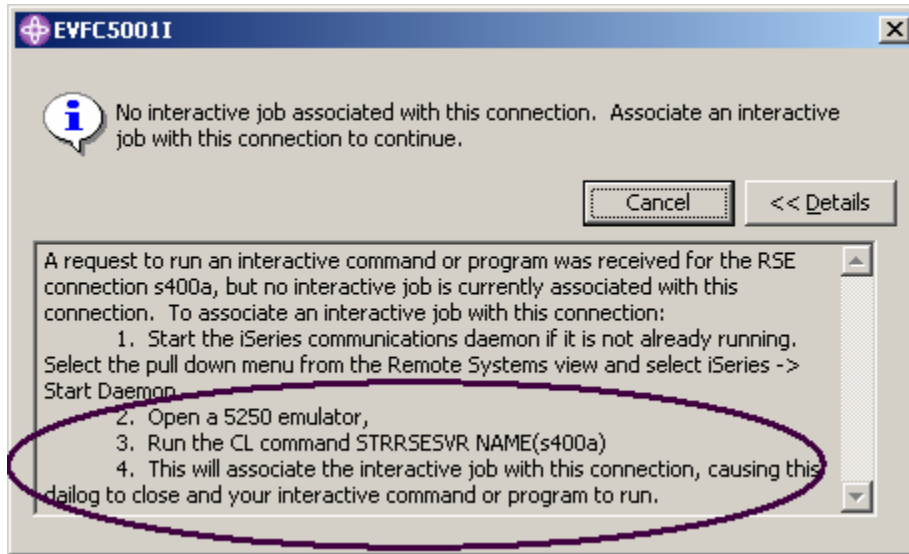 EVFC5001I
No interactive job associated with this connection.  Associate an interactive
job with this connection to continue.
Cancel
<< Details
A request to run an interactive command or program was received for the RSE
connection s400a, but no interactive job is currently associated with this
connection.  To associate an interactive job with this connection:
1.  Start the iSeries communications daemon if it is not already running.
Select the pull down menu from the Remote Systems view and select iSeries ->
Start Daemon.
2.  Open a 5250 emulator,
3.  Run the CL command STRRSESVR NAME(s400a)
4.  This will associate the interactive job with this connection, causing this
dailog to close and your interactive command or program to run.